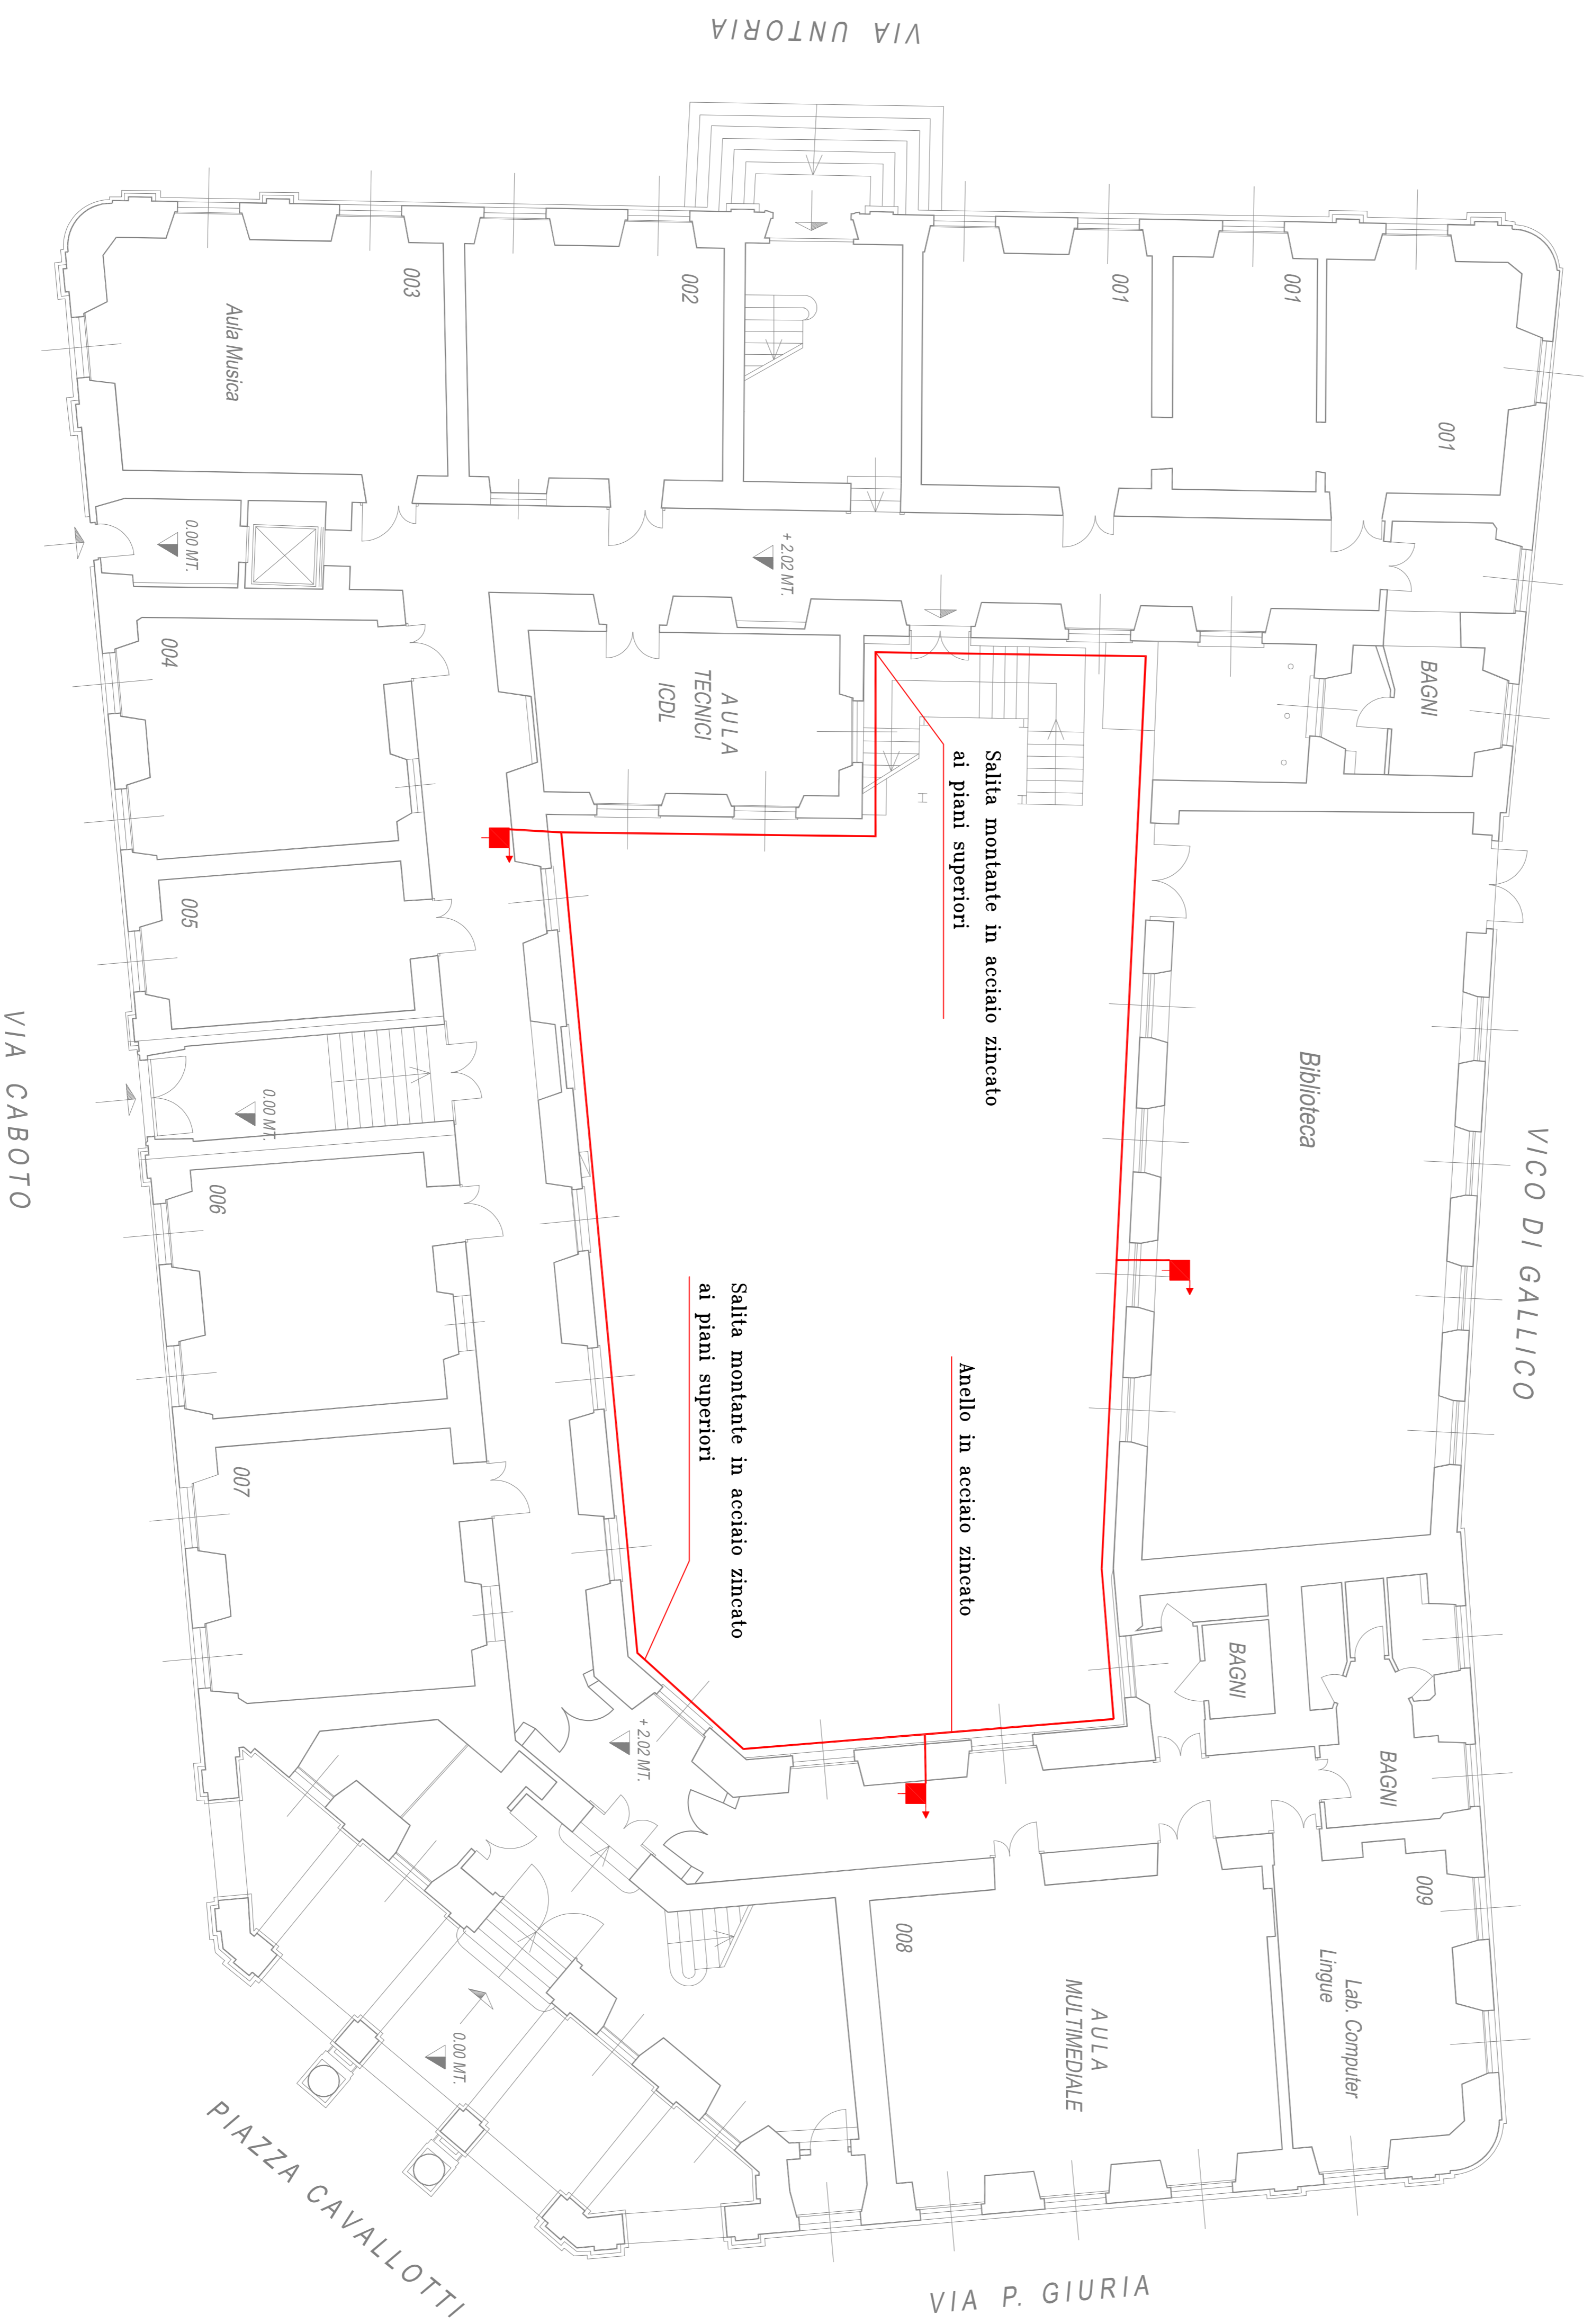 VIA UNTORIA
003
Aula Musica
002
001
001
001
0.00 MT.
+ 2.02 MT.
004
AULA
TECNICI
ICDL
BAGNI
Salita montante in acciaio zincato
ai piani superiori
005
VIA CABOTO
0.00 MT.
Biblioteca
VICO DI GALLICO
006
Salita montante in acciaio zincato
ai piani superiori
Anello in acciaio zincato
007
BAGNI
+ 2.02 MT.
BAGNI
008
009
AULA
MULTIMEDIALE
Lab. Computer
Lingue
0.00 MT.
PIAZZA CAVALLOTTI
VIA P. GIURIA